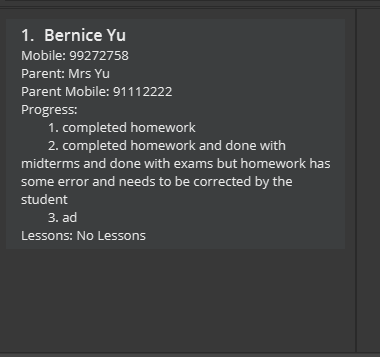 1. Bernice Yu
Mobile: 99272758
Parent: Mrs Yu
Parent Mobile: 91112222
Progress:
1. completed homework
2. completed homework and done with
midterms and done with exams but homework has
some error and needs to be corrected by the
student
3. ad
Lessons: No Lessons